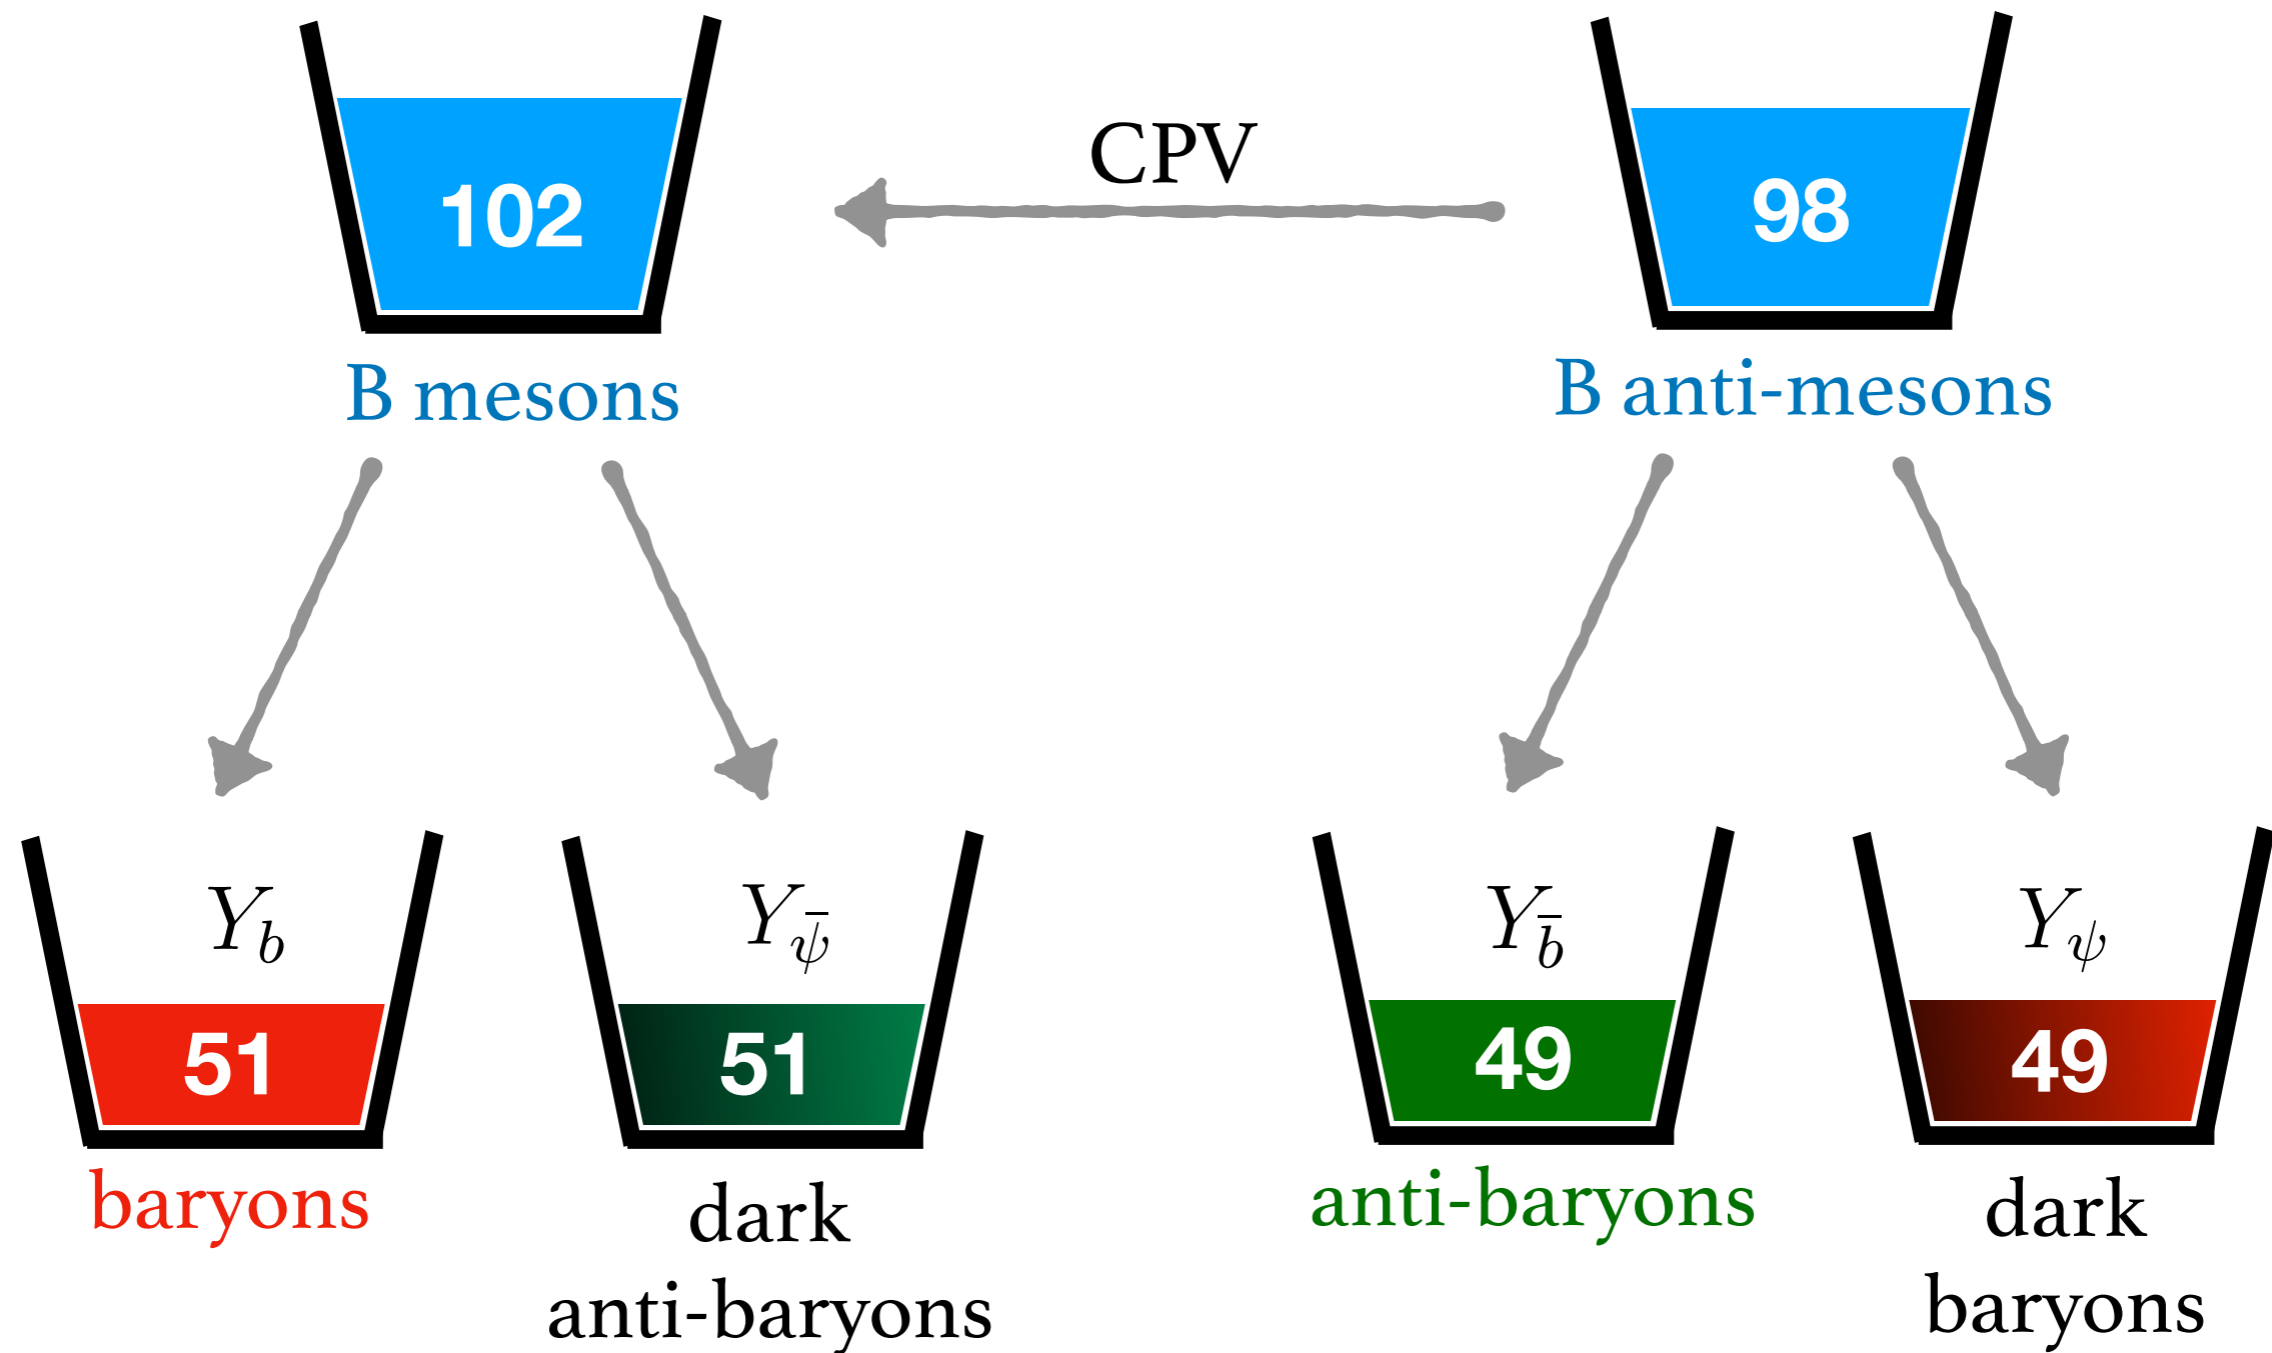 102
CPV
98
B mesons
B anti-mesons
Y_b
Y_ψ̄
Y_b̄
Y_ψ
51
51
49
49
baryons
dark
anti-baryons
anti-baryons
dark
baryons